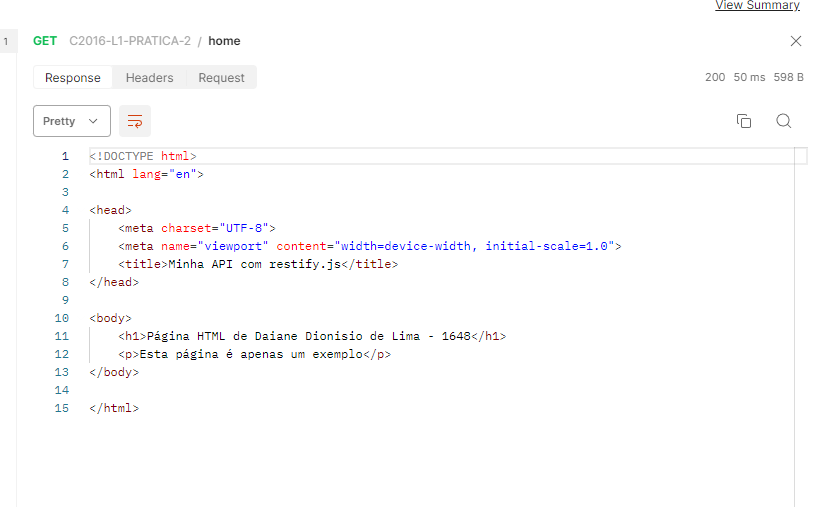 View Summary
1
GET C2016-L1-PRATICA-2 / home
Response Headers Request
200 50 ms 598 B
Pretty
1 <!DOCTYPE html>
2 <html lang="en">
3
4 <head>
5 <meta charset="UTF-8">
6 <meta name="viewport" content="width=device-width, initial-scale=1.0">
7 <title>Minha API com restify.js</title>
8 </head>
9
10 <body>
11 <h1>Página HTML de Daiane Dionisio de Lima - 1648</h1>
12 <p>Esta página é apenas um exemplo</p>
13 </body>
14
15 </html>